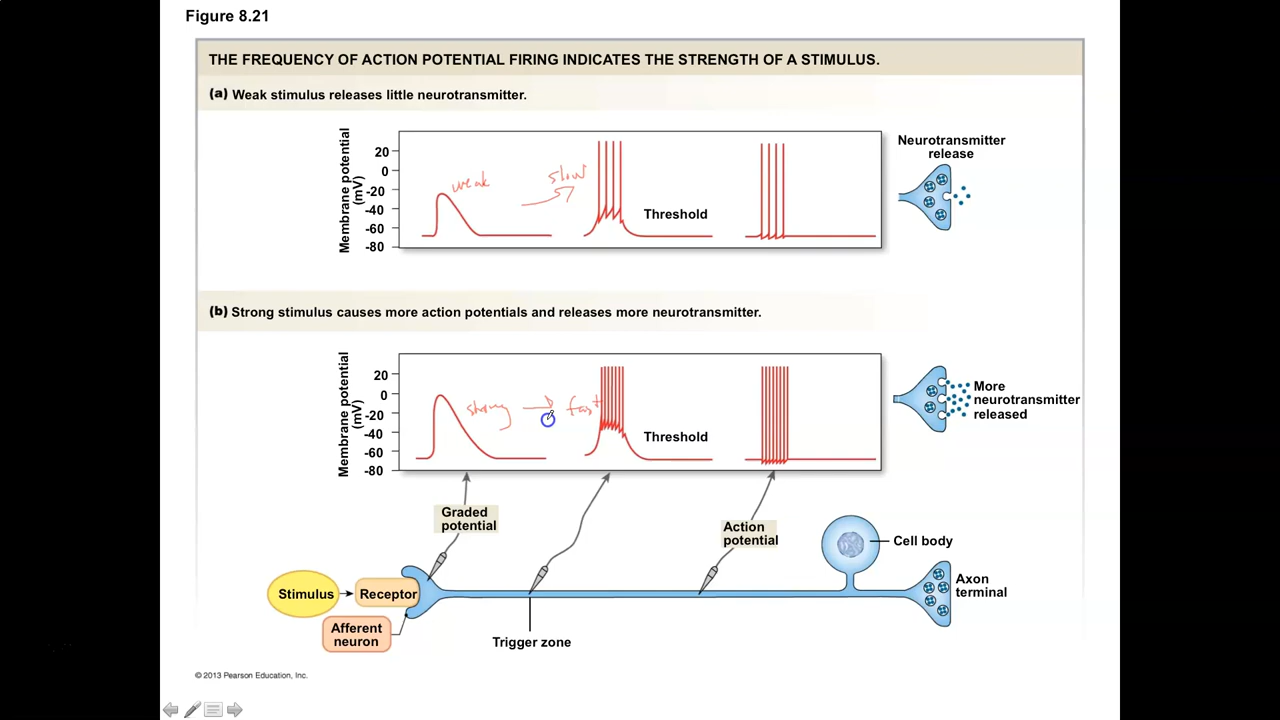 Figure 8.21
THE FREQUENCY OF ACTION POTENTIAL FIRING INDICATES THE STRENGTH OF A STIMULUS.
(a) Weak stimulus releases little neurotransmitter.
Membrane potential
(mV)
20
0
-20
-40
-60
-80
weak
slow
Threshold
Neurotransmitter
release
(b) Strong stimulus causes more action potentials and releases more neurotransmitter.
Membrane potential
(mV)
20
0
-20
-40
-60
-80
strong
fast
Threshold
More
neurotransmitter
released
Graded
potential
Action
potential
Cell body
Stimulus
Receptor
Axon
terminal
Afferent
neuron
Trigger zone
© 2013 Pearson Education, Inc.